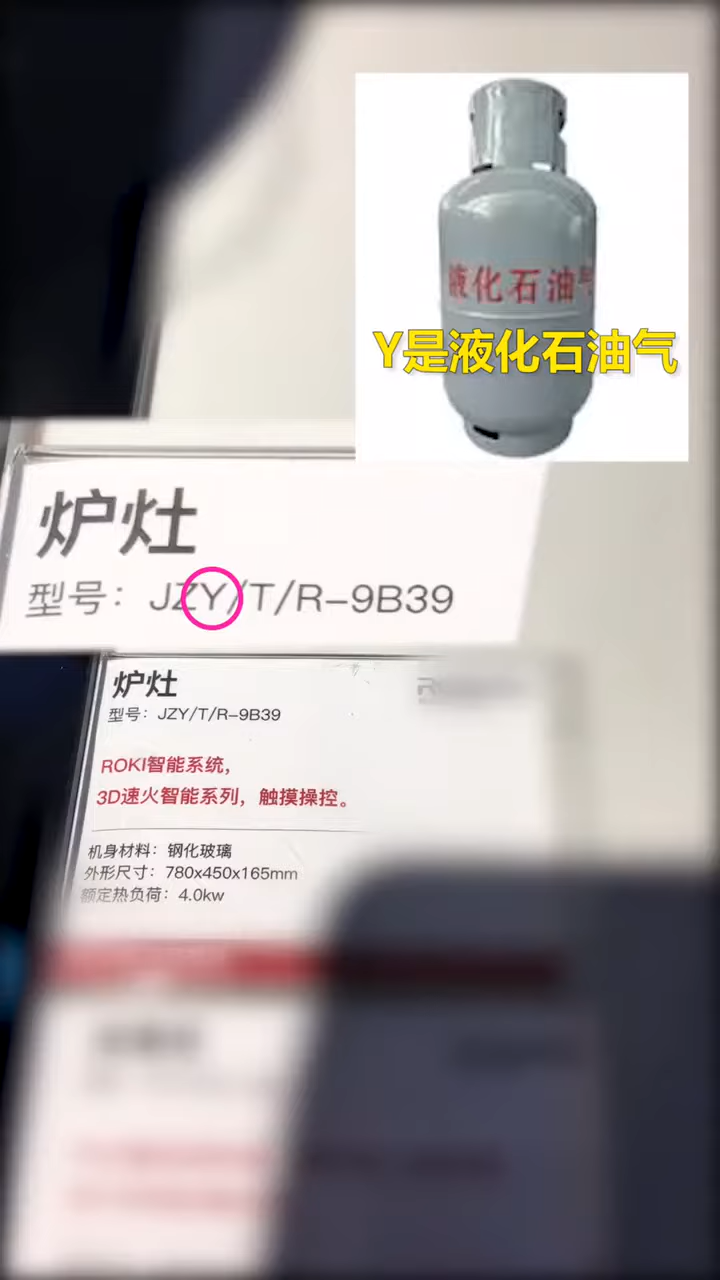 液化石油气
Y是液化石油气
炉灶
型号：JZY/T/R-9B39
炉灶
型号：JZY/T/R-9B39
ROKI智能系统，
3D速火智能系列，触摸操控。
机身材料：钢化玻璃
外形尺寸：780x450x165mm
额定热负荷：4.0kw